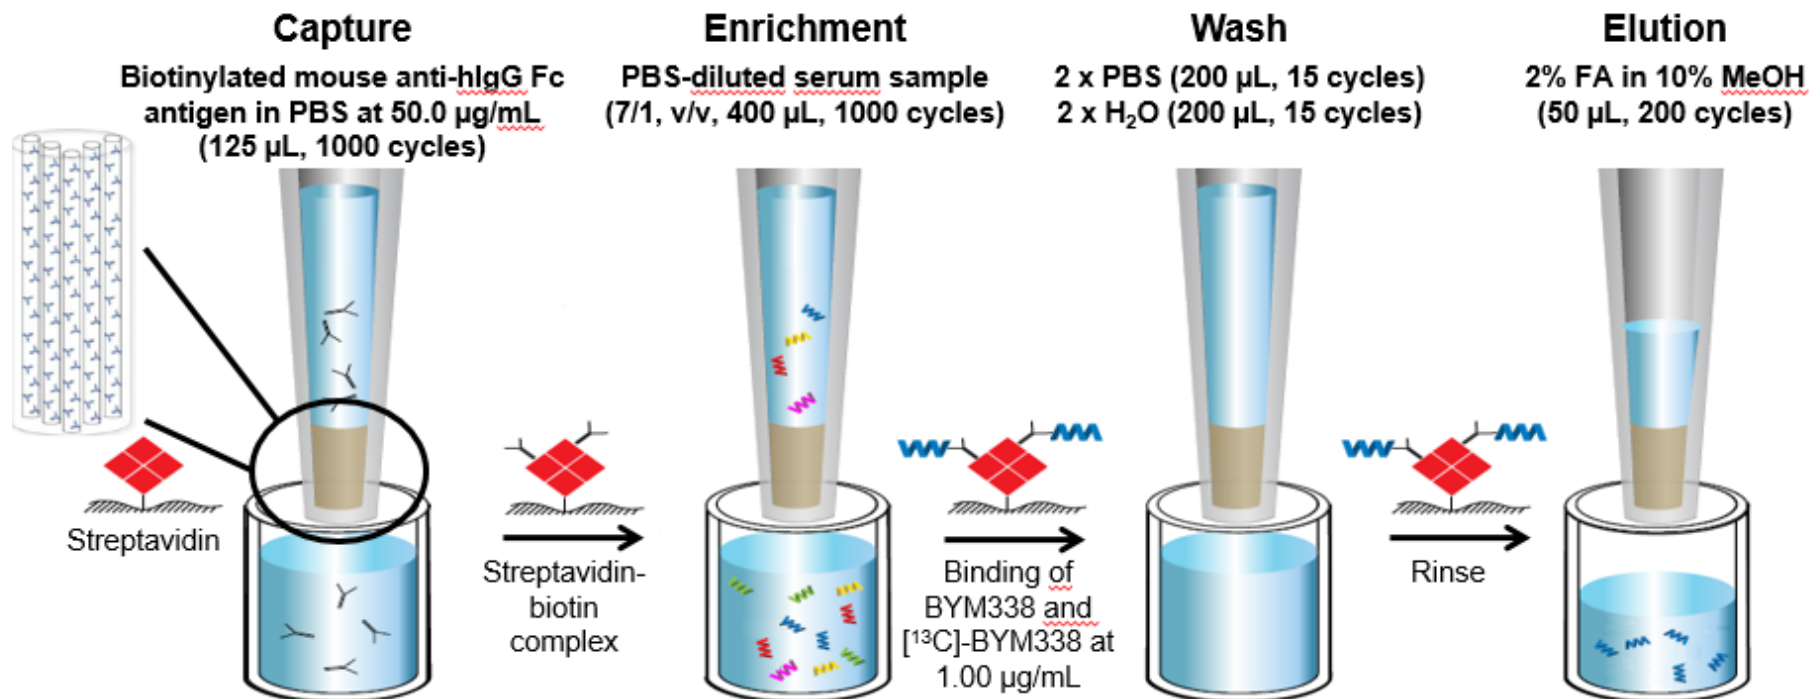 Capture
Biotinylated mouse anti-hIgG Fc
antigen in PBS at 50.0 µg/mL
(125 µL, 1000 cycles)
Enrichment
PBS-diluted serum sample
(7/1, v/v, 400 µL, 1000 cycles)
Wash
2 x PBS (200 µL, 15 cycles)
2 x H₂O (200 µL, 15 cycles)
Elution
2% FA in 10% MeOH
(50 µL, 200 cycles)
Streptavidin
Streptavidin-
biotin
complex
Binding of
BYM338 and
[¹³C]-BYM338 at
1.00 µg/mL
Rinse